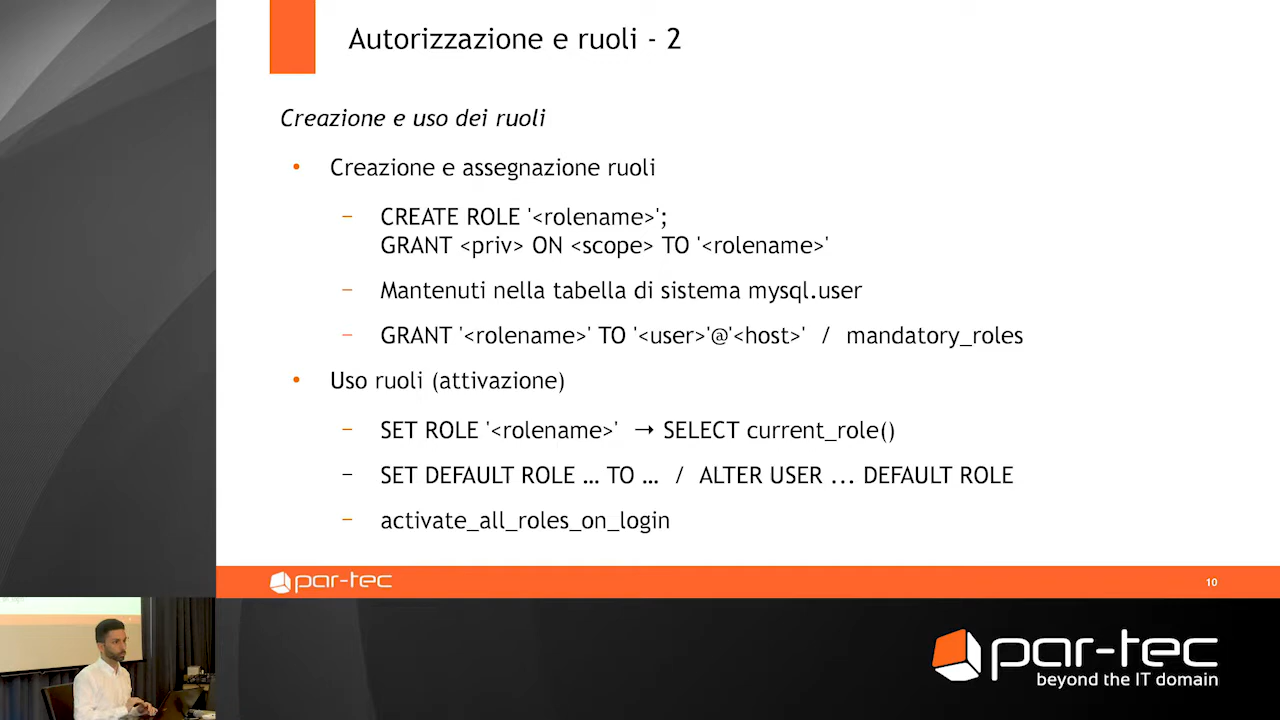 Autorizzazione e ruoli - 2
Creazione e uso dei ruoli
• Creazione e assegnazione ruoli
– CREATE ROLE '<rolename>';
GRANT <priv> ON <scope> TO '<rolename>'
– Mantenuti nella tabella di sistema mysql.user
– GRANT '<rolename>' TO '<user>'@'<host>' / mandatory_roles
• Uso ruoli (attivazione)
– SET ROLE '<rolename>' → SELECT current_role()
– SET DEFAULT ROLE … TO … / ALTER USER ... DEFAULT ROLE
– activate_all_roles_on_login
par-tec
10
par-tec
beyond the IT domain